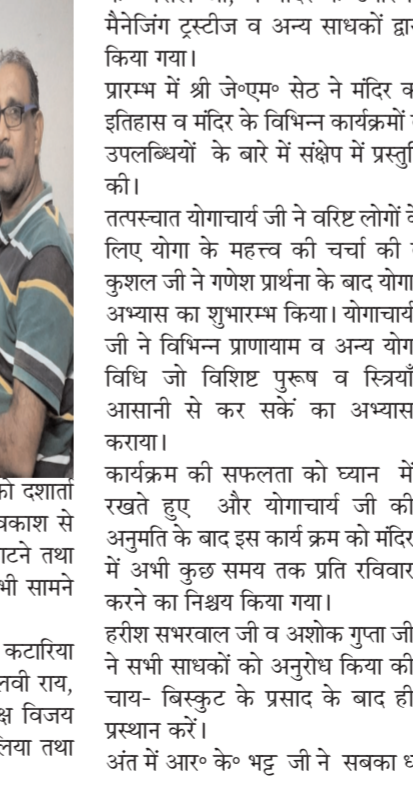 को दशार्ता
वकाश से
टने तथा
भी सामने
कटारिया
लवी राय,
क्ष विजय
लिया तथा
मैनेजिंग ट्रस्टीज व अन्य साधकों द्वार
किया गया।
प्रारम्भ में श्री जे०एम० सेठ ने मंदिर क
इतिहास व मंदिर के विभिन्न कार्यक्रमों
उपलब्धियों के बारे में संक्षेप में प्रस्तुति
की।
तत्पस्चात योगाचार्य जी ने वरिष्ट लोगों के
लिए योगा के महत्त्व की चर्चा की
कुशल जी ने गणेश प्रार्थना के बाद योगा
अभ्यास का शुभारम्भ किया। योगाचार्य
जी ने विभिन्न प्राणायाम व अन्य योग
विधि जो विशिष्ट पुरूष व स्त्रियाँ
आसानी से कर सकें का अभ्यास
कराया।
कार्यक्रम की सफलता को घ्यान में
रखते हुए और योगाचार्य जी की
अनुमति के बाद इस कार्य क्रम को मंदिर
में अभी कुछ समय तक प्रति रविवार
करने का निश्चय किया गया।
हरीश सभरवाल जी व अशोक गुप्ता जी
ने सभी साधकों को अनुरोध किया की
चाय- बिस्कुट के प्रसाद के बाद ही
प्रस्थान करें।
अंत में आर० के० भट्ट जी ने सबका ध